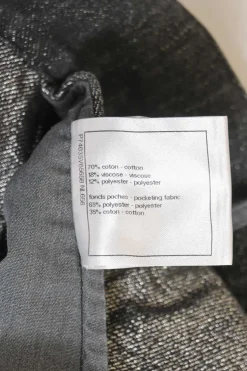 70% coton - cotton
18% viscose - viscose
12% polyester - polyester
fonds poches - pocketing fabric
65% polyester - polyester
35% coton - cotton